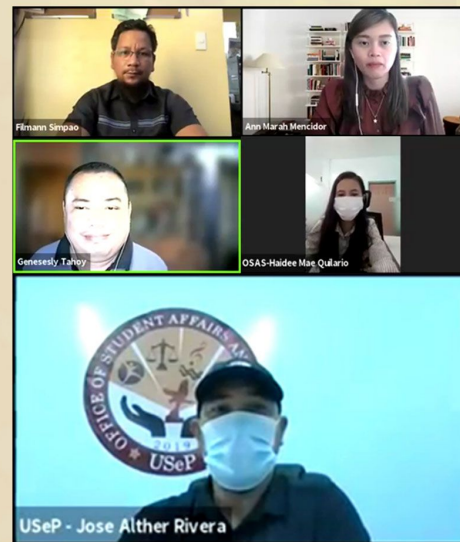 Filmann Simpao
Ann Marah Mencidor
Genesesly Tahoy
OSAS-Haidee Mae Quilario
OFFICE OF STUDENT AFFAIRS AN
2019
USeP
USeP - Jose Alther Rivera